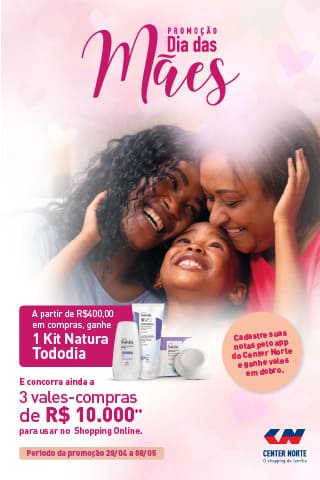 PROMOÇÃO
Dia das
Mães
A partir de R$400,00
em compras, ganhe
1 Kit Natura
Tododia
E concorra ainda a
3 vales-compras
de R$ 10.000**
para usar no Shopping Online.
Período da promoção 28/04 a 08/05
Cadastre suas
notas pelo app
do Center Norte
e ganhe vales
em dobro.
CENTER NORTE
O shopping da família